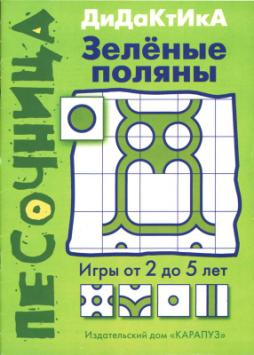 ПЕСОЧНИЦА
ДиДаКтИкА
Зелёные
поляны
Игры от 2 до 5 лет
Издательский дом «КАРАПУЗ»